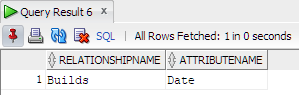 Query Result 6
SQL | All Rows Fetched: 1 in 0 seconds
RELATIONSHIPNAME ATTRIBUTENAME
1 Builds Date